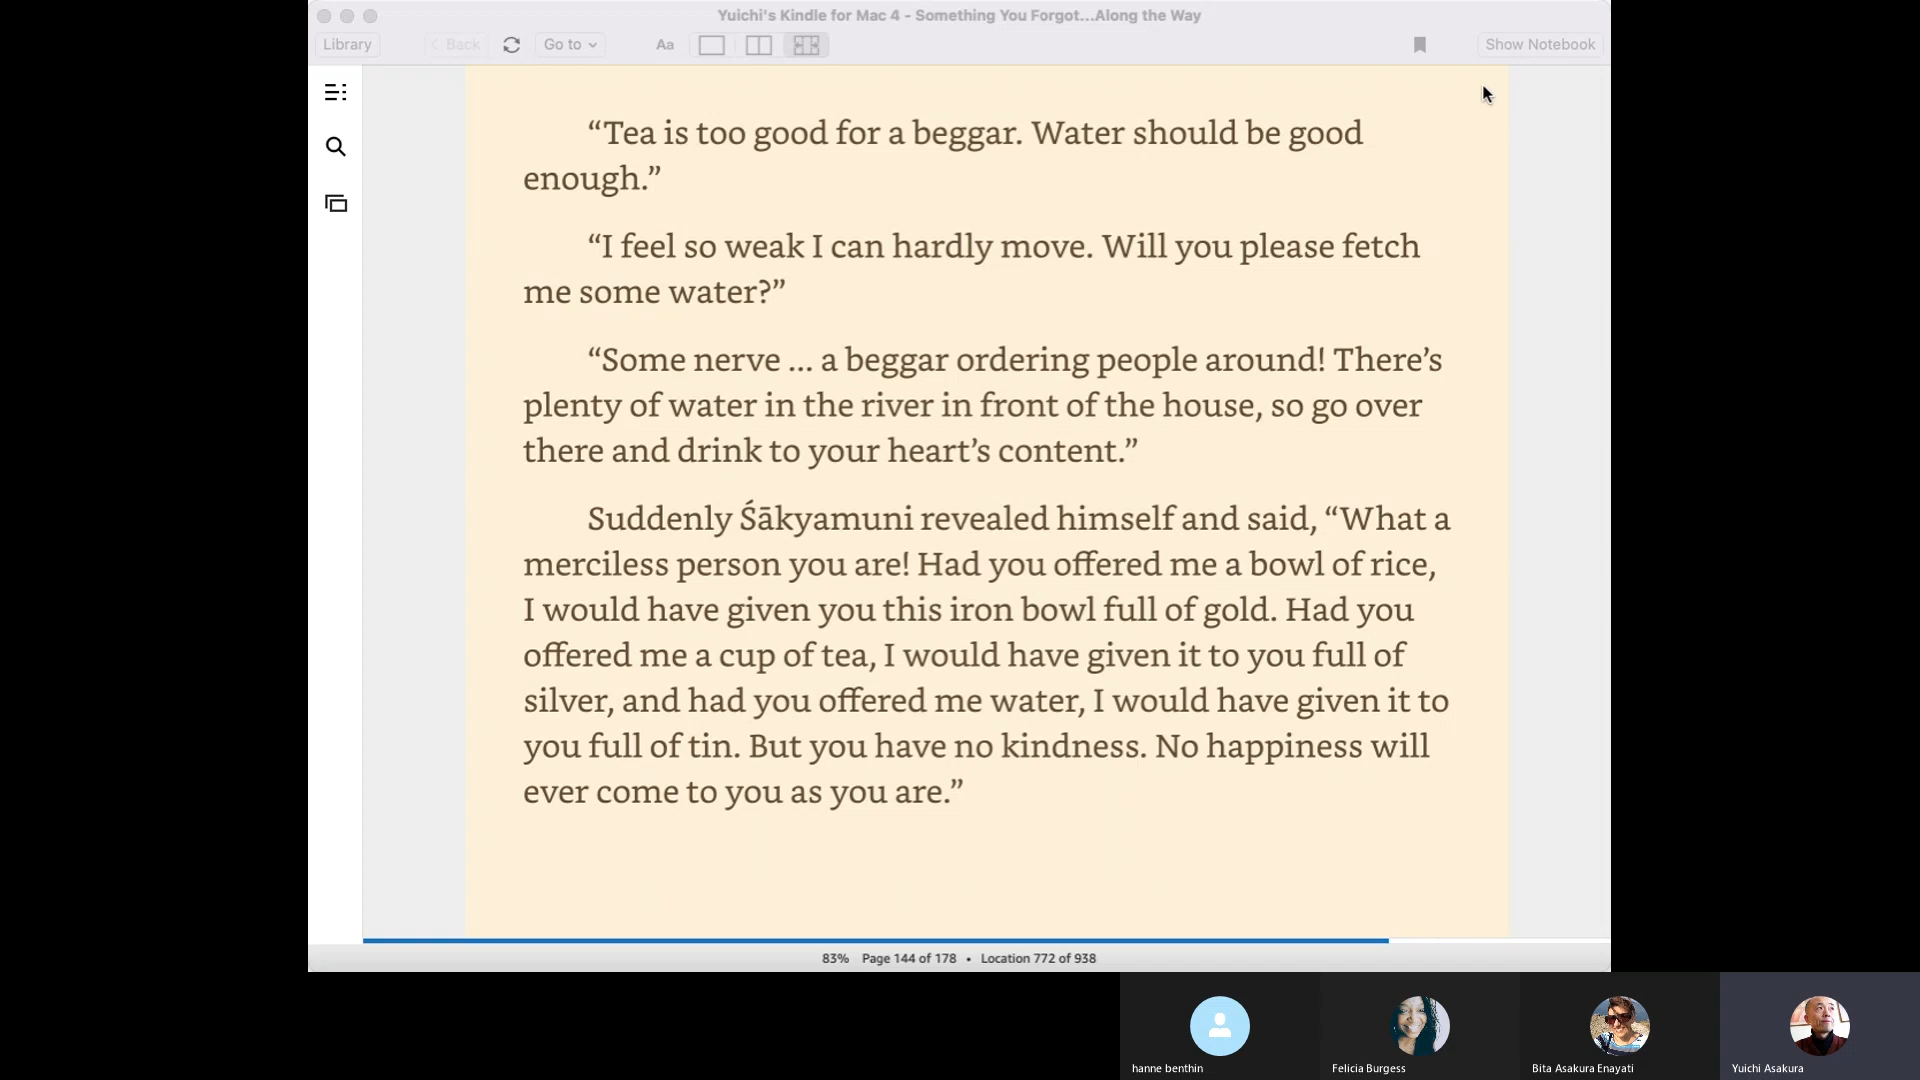 Yuichi's Kindle for Mac 4 - Something You Forgot...Along the Way
Library
Back
Go to
Aa
Show Notebook
“Tea is too good for a beggar. Water should be good
enough.”
“I feel so weak I can hardly move. Will you please fetch
me some water?”
“Some nerve ... a beggar ordering people around! There’s
plenty of water in the river in front of the house, so go over
there and drink to your heart’s content.”
Suddenly Śākyamuni revealed himself and said, “What a
merciless person you are! Had you offered me a bowl of rice,
I would have given you this iron bowl full of gold. Had you
offered me a cup of tea, I would have given it to you full of
silver, and had you offered me water, I would have given it to
you full of tin. But you have no kindness. No happiness will
ever come to you as you are.”
83% Page 144 of 178 • Location 772 of 938
hanne benthin
Felicia Burgess
Bita Asakura Enayati
Yuichi Asakura